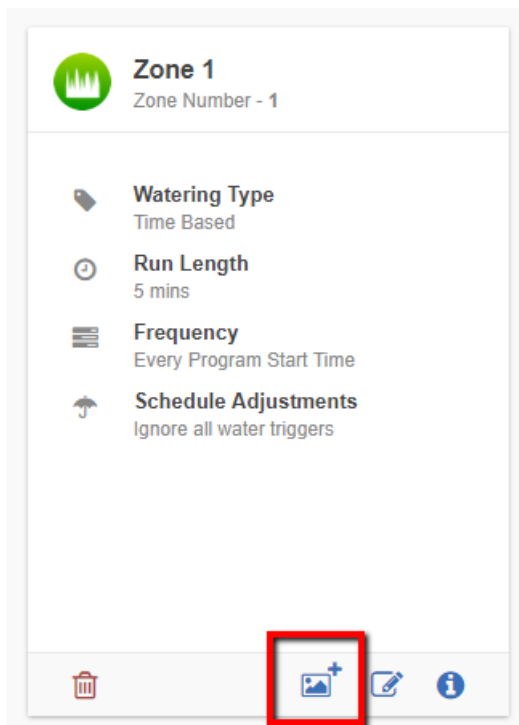 Zone 1
Zone Number - 1
Watering Type
Time Based
Run Length
5 mins
Frequency
Every Program Start Time
Schedule Adjustments
Ignore all water triggers